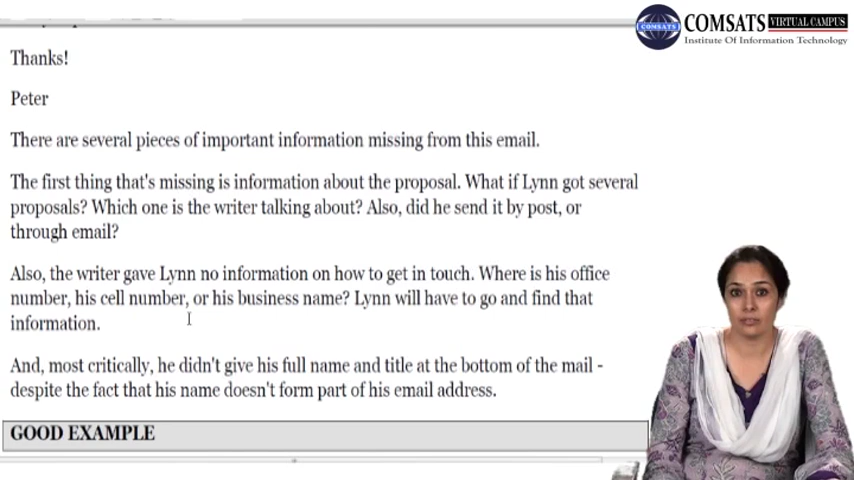 COMSATS VIRTUAL CAMPUS
COMSATS
Institute Of Information Technology
Thanks!
Peter
There are several pieces of important information missing from this email.
The first thing that's missing is information about the proposal. What if Lynn got several
proposals? Which one is the writer talking about? Also, did he send it by post, or
through email?
Also, the writer gave Lynn no information on how to get in touch. Where is his office
number, his cell number, or his business name? Lynn will have to go and find that
information.
And, most critically, he didn't give his full name and title at the bottom of the mail -
despite the fact that his name doesn't form part of his email address.
GOOD EXAMPLE